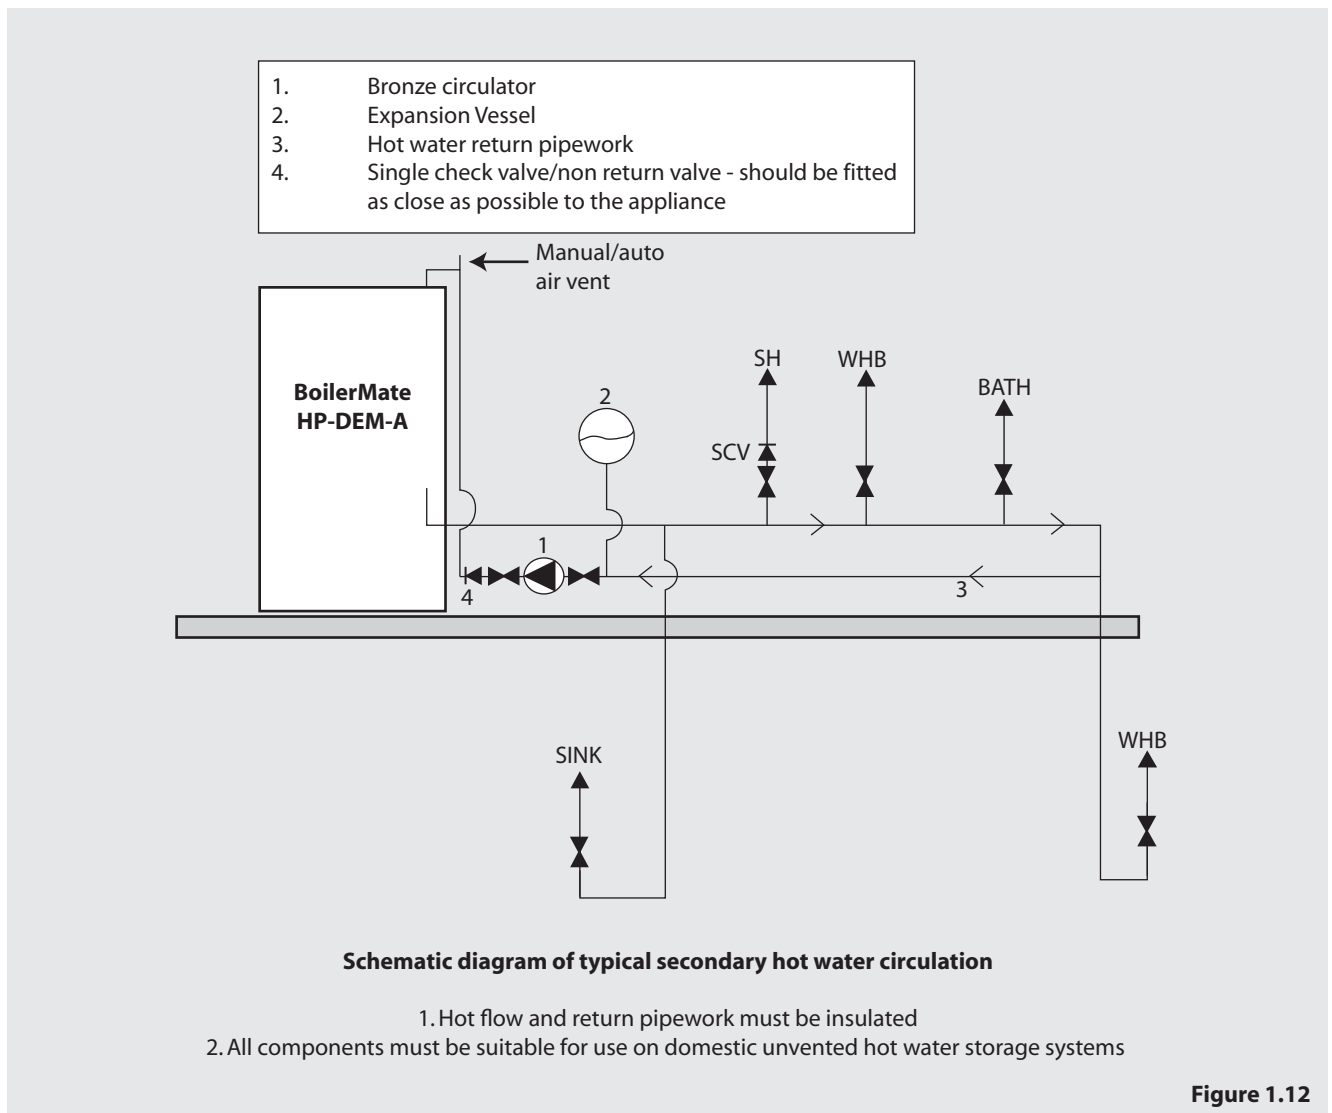 1. Bronze circulator
2. Expansion Vessel
3. Hot water return pipework
4. Single check valve/non return valve - should be fitted
as close as possible to the appliance
Manual/auto
air vent
BoilerMate
HP-DEM-A
SH
WHB
BATH
2
SCV
1
4
3
SINK
WHB
Schematic diagram of typical secondary hot water circulation
1. Hot flow and return pipework must be insulated
2. All components must be suitable for use on domestic unvented hot water storage systems
Figure 1.12